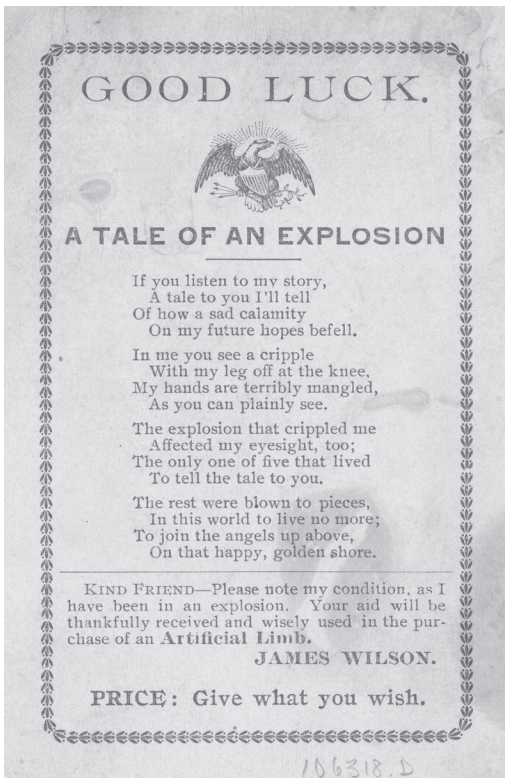 GOOD LUCK.
A TALE OF AN EXPLOSION
If you listen to my story,
A tale to you I'll tell
Of how a sad calamity
On my future hopes befell.
In me you see a cripple
With my leg off at the knee,
My hands are terribly mangled,
As you can plainly see.
The explosion that crippled me
Affected my eyesight, too;
The only one of five that lived
To tell the tale to you.
The rest were blown to pieces,
In this world to live no more;
To join the angels up above,
On that happy, golden shore.
KIND FRIEND—Please note my condition, as I
have been in an explosion. Your aid will be
thankfully received and wisely used in the pur-
chase of an Artificial Limb.
JAMES WILSON.
PRICE: Give what you wish.
106318.D